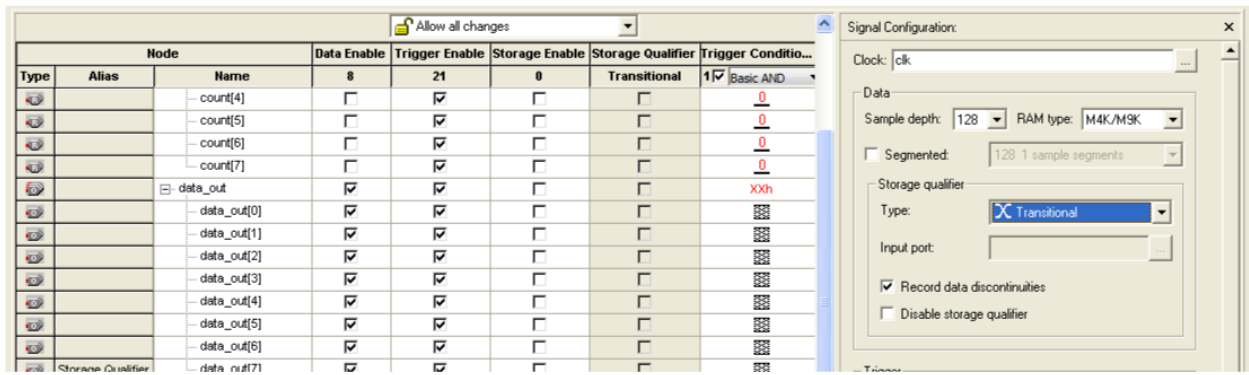 Allow all changes
Node Data Enable Trigger Enable Storage Enable Storage Qualifier Trigger Conditio...
Type Alias Name 8 21 0 Transitional 1 Basic AND
count[4] 0
count[5] 0
count[6] 0
count[7] 0
data_out XXh
data_out[0]
data_out[1]
data_out[2]
data_out[3]
data_out[4]
data_out[5]
data_out[6]
Storage Qualifier data_out[7]
Signal Configuration:
Clock: clk ...
Data
Sample depth: 128 RAM type: M4K/M9K
Segmented: 128 1 sample segments
Storage qualifier
Type: Transitional
Input port: ...
Record data discontinuities
Disable storage qualifier
Trigger